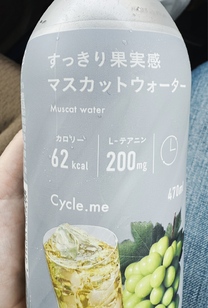 すっきり果実感
マスカットウォーター
Muscat water
カロリー
62 kcal
L-テアニン
200mg
Cycle.me
470ml